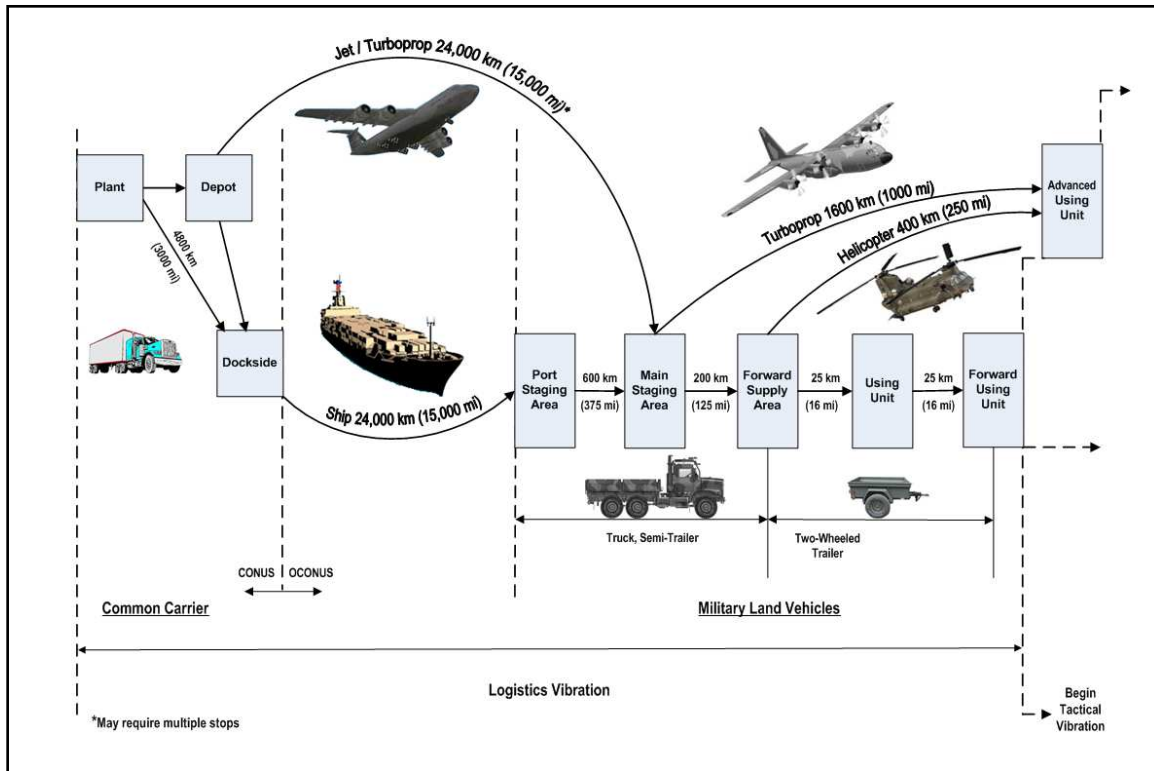 Jet / Turboprop 24,000 km (15,000 mi)*
Plant
Depot
4800 km
(3000 mi)
Dockside
Ship 24,000 km (15,000 mi)
Turboprop 1600 km (1000 mi)
Helicopter 400 km (250 mi)
Advanced
Using
Unit
Port
Staging
Area
600 km
(375 mi)
Main
Staging
Area
200 km
(125 mi)
Forward
Supply
Area
25 km
(16 mi)
Using
Unit
25 km
(16 mi)
Forward
Using
Unit
Truck, Semi-Trailer
Two-Wheeled
Trailer
CONUS
OCONUS
Common Carrier
Military Land Vehicles
Logistics Vibration
*May require multiple stops
Begin
Tactical
Vibration